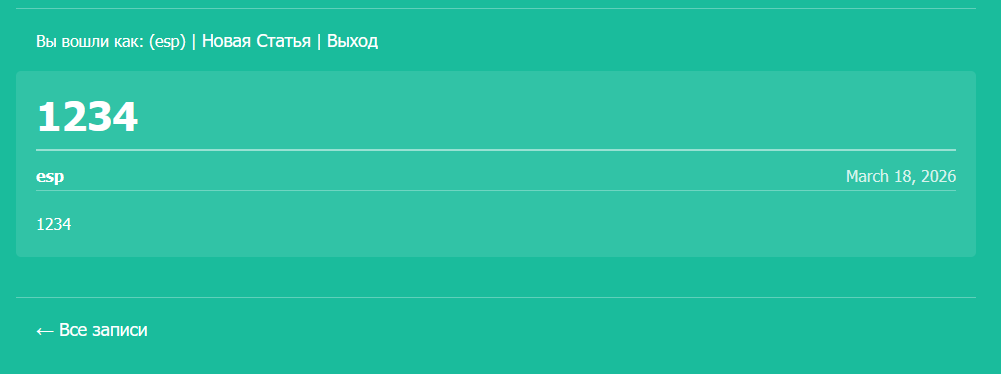 Вы вошли как: (esp) | Новая Статья | Выход
1234
esp March 18, 2026
1234
← Все записи